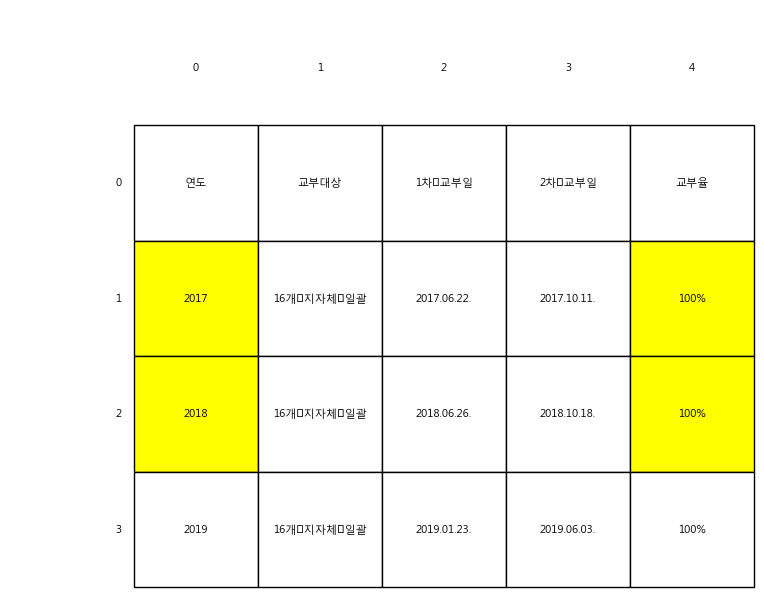 0 1 2 3 4
0 연도 교부대상 1차□교부일 2차□교부일 교부율
1 2017 16개□지자체□일괄 2017.06.22. 2017.10.11. 100%
2 2018 16개□지자체□일괄 2018.06.26. 2018.10.18. 100%
3 2019 16개□지자체□일괄 2019.01.23. 2019.06.03. 100%